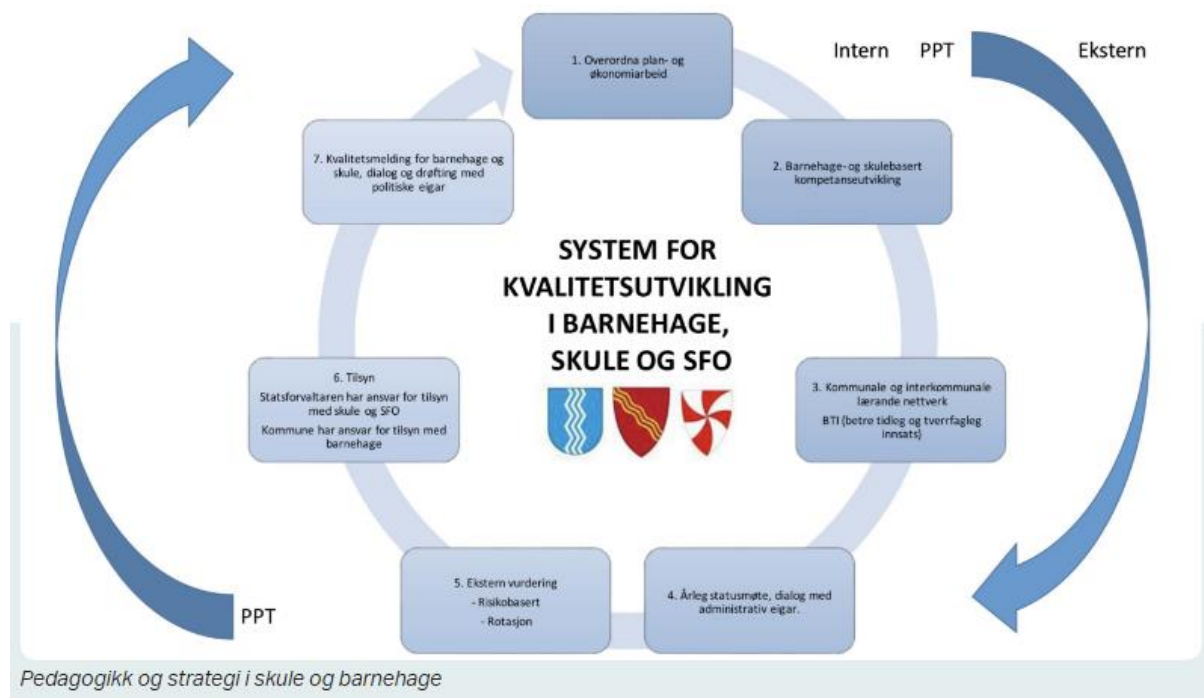 Intern PPT Ekstern
1. Overordna plan- og
økonomiarbeid
2. Barnehage- og skulebasert
kompetanseutvikling
3. Kommunale og interkommunale
lærande nettverk
BTI (betre tidleg og tverrfagleg
innsats)
4. Årleg statusmøte, dialog med
administrativ eigar.
5. Ekstern vurdering
- Risikobasert
- Rotasjon
6. Tilsyn
Statsforvaltaren har ansvar for tilsyn
med skule og SFO
Kommune har ansvar for tilsyn med
barnehage
7. Kvalitetsmelding for barnehage og
skule, dialog og drøfting med
politiske eigar
SYSTEM FOR
KVALITETSUTVIKLING
I BARNEHAGE,
SKULE OG SFO
PPT
Pedagogikk og strategi i skule og barnehage